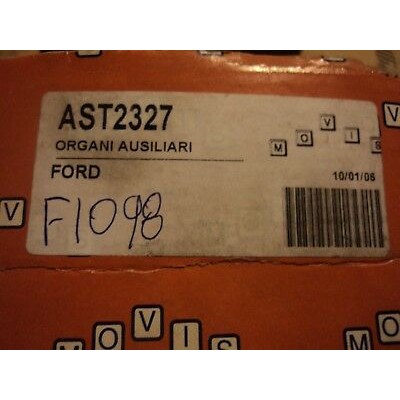 AST2327
ORGANI AUSILIARI
M O V I S
FORD
10/01/06
V
F1098
V
M O V I S